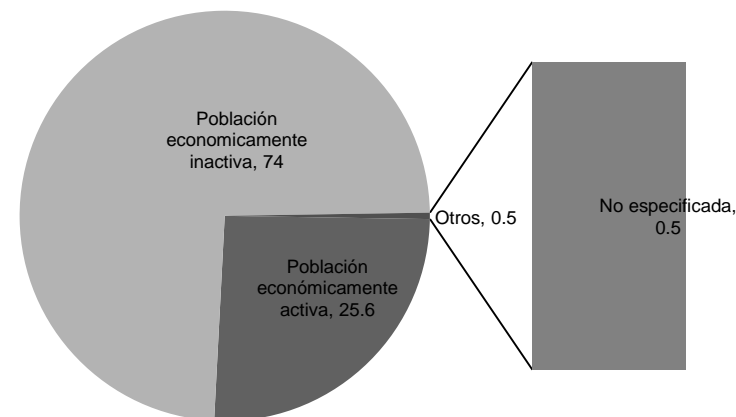 Población
economicamente
inactiva, 74
Otros, 0.5
No especificada,
0.5
Población
económicamente
activa, 25.6